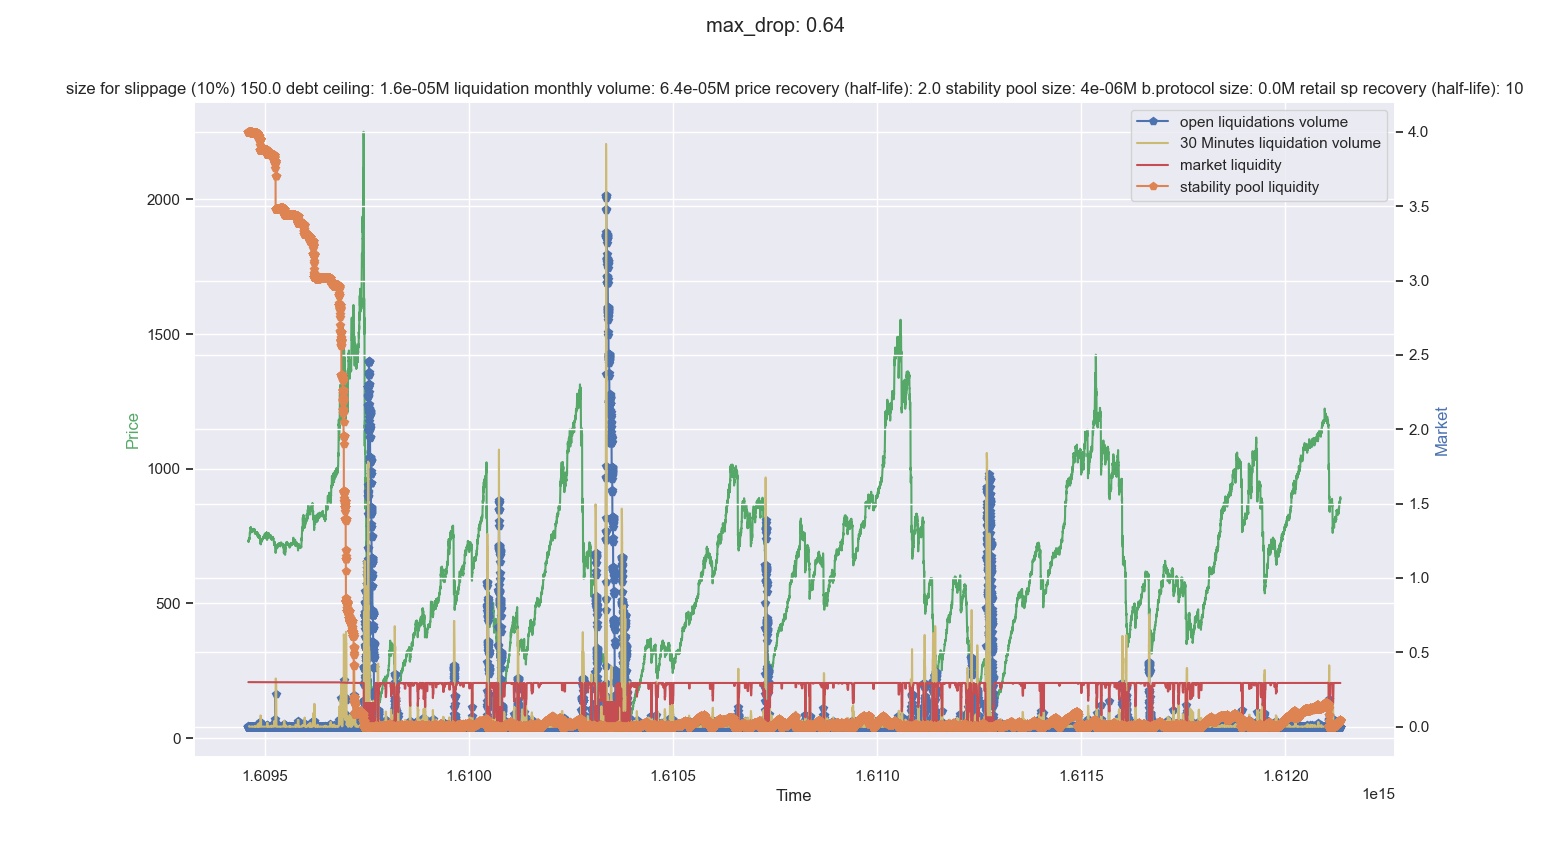 max_drop: 0.64
size for slippage (10%) 150.0 debt ceiling: 1.6e-05M liquidation monthly volume: 6.4e-05M price recovery (half-life): 2.0 stability pool size: 4e-06M b.protocol size: 0.0M retail sp recovery (half-life): 10
open liquidations volume
30 Minutes liquidation volume
market liquidity
stability pool liquidity
Price
2000
1500
1000
500
0
4.0
3.5
3.0
2.5
2.0
1.5
1.0
0.5
0.0
Market
1.6095 1.6100 1.6105 1.6110 1.6115 1.6120
1e15
Time